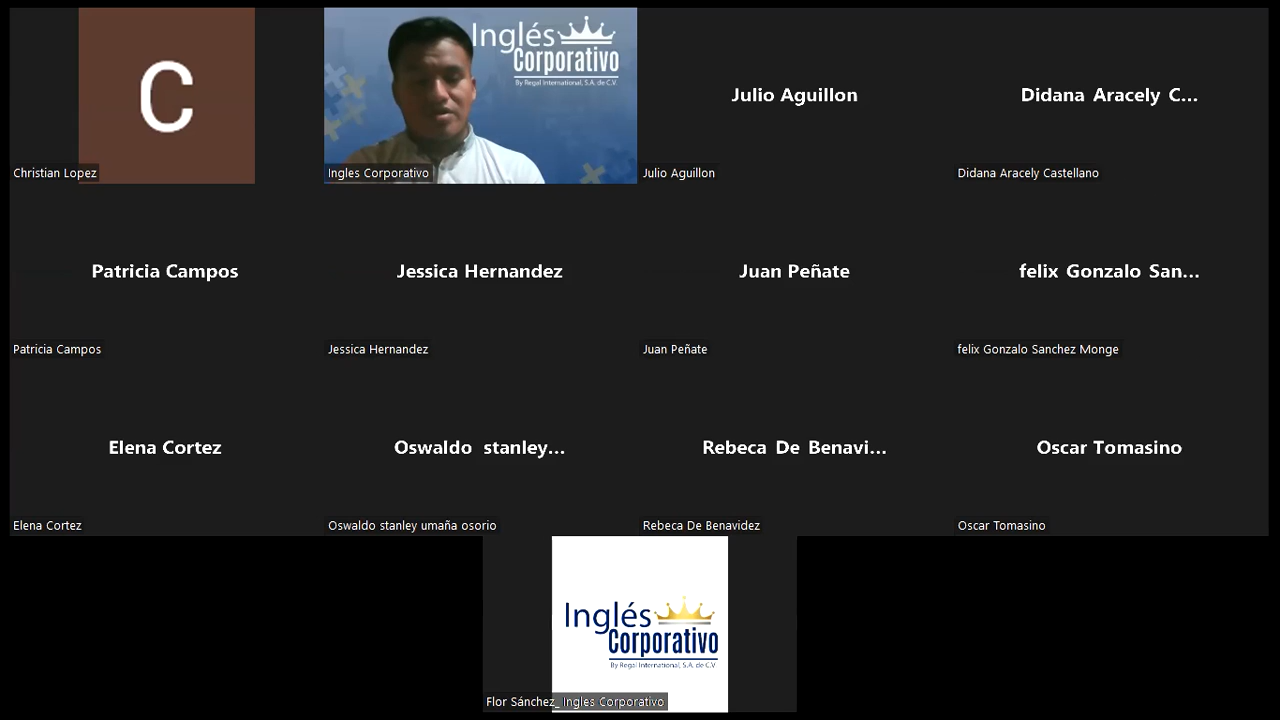 C
Christian Lopez
Inglés
Corporativo
By Regal International, S.A. de C.V.
Ingles Corporativo
Julio Aguillon
Julio Aguillon
Didana Aracely C...
Didana Aracely Castellano
Patricia Campos
Patricia Campos
Jessica Hernandez
Jessica Hernandez
Juan Peñate
Juan Peñate
felix Gonzalo San...
felix Gonzalo Sanchez Monge
Elena Cortez
Elena Cortez
Oswaldo stanley...
Oswaldo stanley umaña osorio
Rebeca De Benavi...
Rebeca De Benavidez
Oscar Tomasino
Oscar Tomasino
Inglés
Corporativo
By Regal International, S.A. de C.V.
Flor Sánchez_ Ingles Corporativo